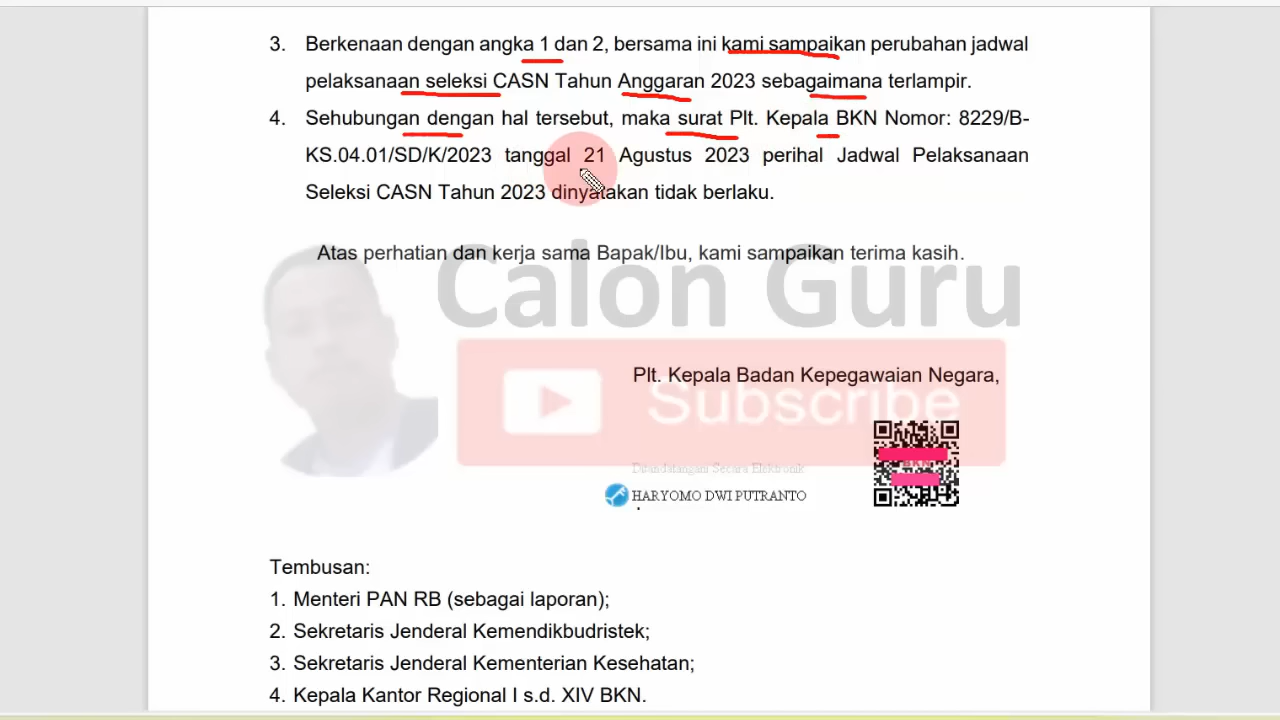 3. Berkenaan dengan angka 1 dan 2, bersama ini kami sampaikan perubahan jadwal
pelaksanaan seleksi CASN Tahun Anggaran 2023 sebagaimana terlampir.
4. Sehubungan dengan hal tersebut, maka surat Plt. Kepala BKN Nomor: 8229/B-
KS.04.01/SD/K/2023 tanggal 21 Agustus 2023 perihal Jadwal Pelaksanaan
Seleksi CASN Tahun 2023 dinyatakan tidak berlaku.
Atas perhatian dan kerja sama Bapak/Ibu, kami sampaikan terima kasih.
Calon Guru
Plt. Kepala Badan Kepegawaian Negara,
Subscribe
Ditandatangani Secara Elektronik
HARYOMO DWI PUTRANTO
Tembusan:
1. Menteri PAN RB (sebagai laporan);
2. Sekretaris Jenderal Kemendikbudristek;
3. Sekretaris Jenderal Kementerian Kesehatan;
4. Kepala Kantor Regional I s.d. XIV BKN.